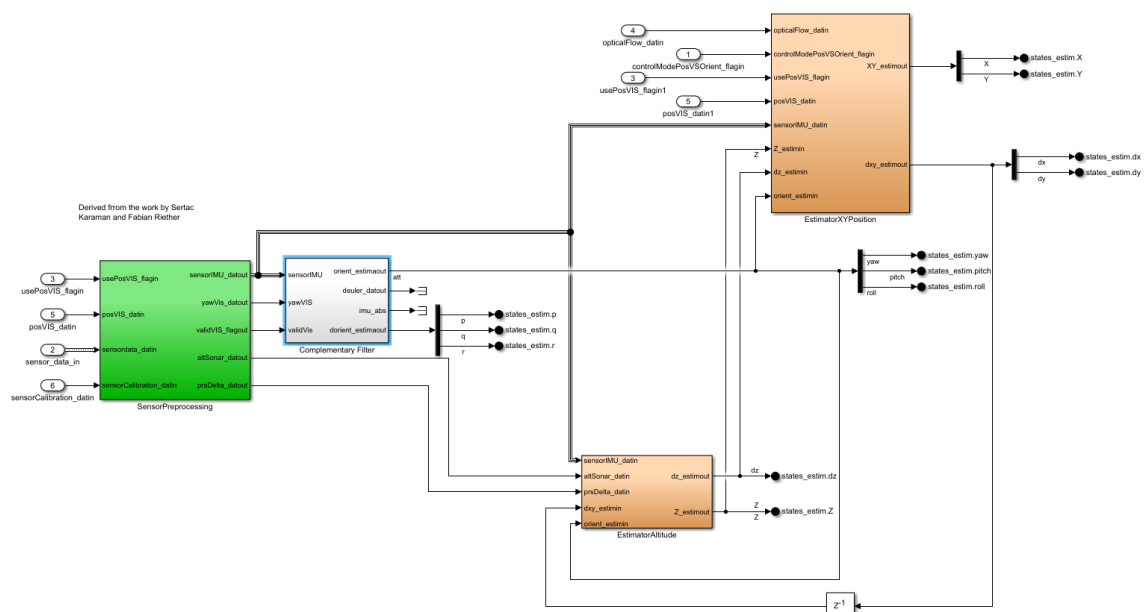 4
opticalFlow_datin
1
controlModePosVSOrient_flagin
3
usePosVIS_flagin1
5
posVIS_datin1
opticalFlow_datin
controlModePosVSOrient_flagin
usePosVIS_flagin
posVIS_datin
sensorIMU_datin
Z
Z_estimin
dz_estimin
orient_estimin
XY_estimout
dxy_estimout
EstimatorXYPosition
X
states_estim.X
Y
states_estim.Y
dx
states_estim.dx
dy
states_estim.dy
Derived frrom the work by Sertac
Karaman and Fabian Riether
3
usePosVIS_flagin
5
posVIS_datin
2
sensor_data_in
6
sensorCalibration_datin
usePosVIS_flagin
posVIS_datin
sensordata_datin
sensorCalibration_datin
sensorIMU_datout
yawVis_datout
validVIS_flagout
altSonar_datout
prsDelta_datout
SensorPreprocessing
sensorIMU
yawVIS
validVis
orient_estimaout
deuler_datout
imu_abs
dorient_estimaout
Complementary Filter
att
p
states_estim.p
q
states_estim.q
r
states_estim.r
yaw
states_estim.yaw
pitch
states_estim.pitch
roll
states_estim.roll
sensorIMU_datin
altSonar_datin
prsDelta_datin
dxy_estimin
orient_estimin
dz_estimout
Z_estimout
EstimatorAltitude
dz
states_estim.dz
Z
Z
states_estim.Z
Z-1